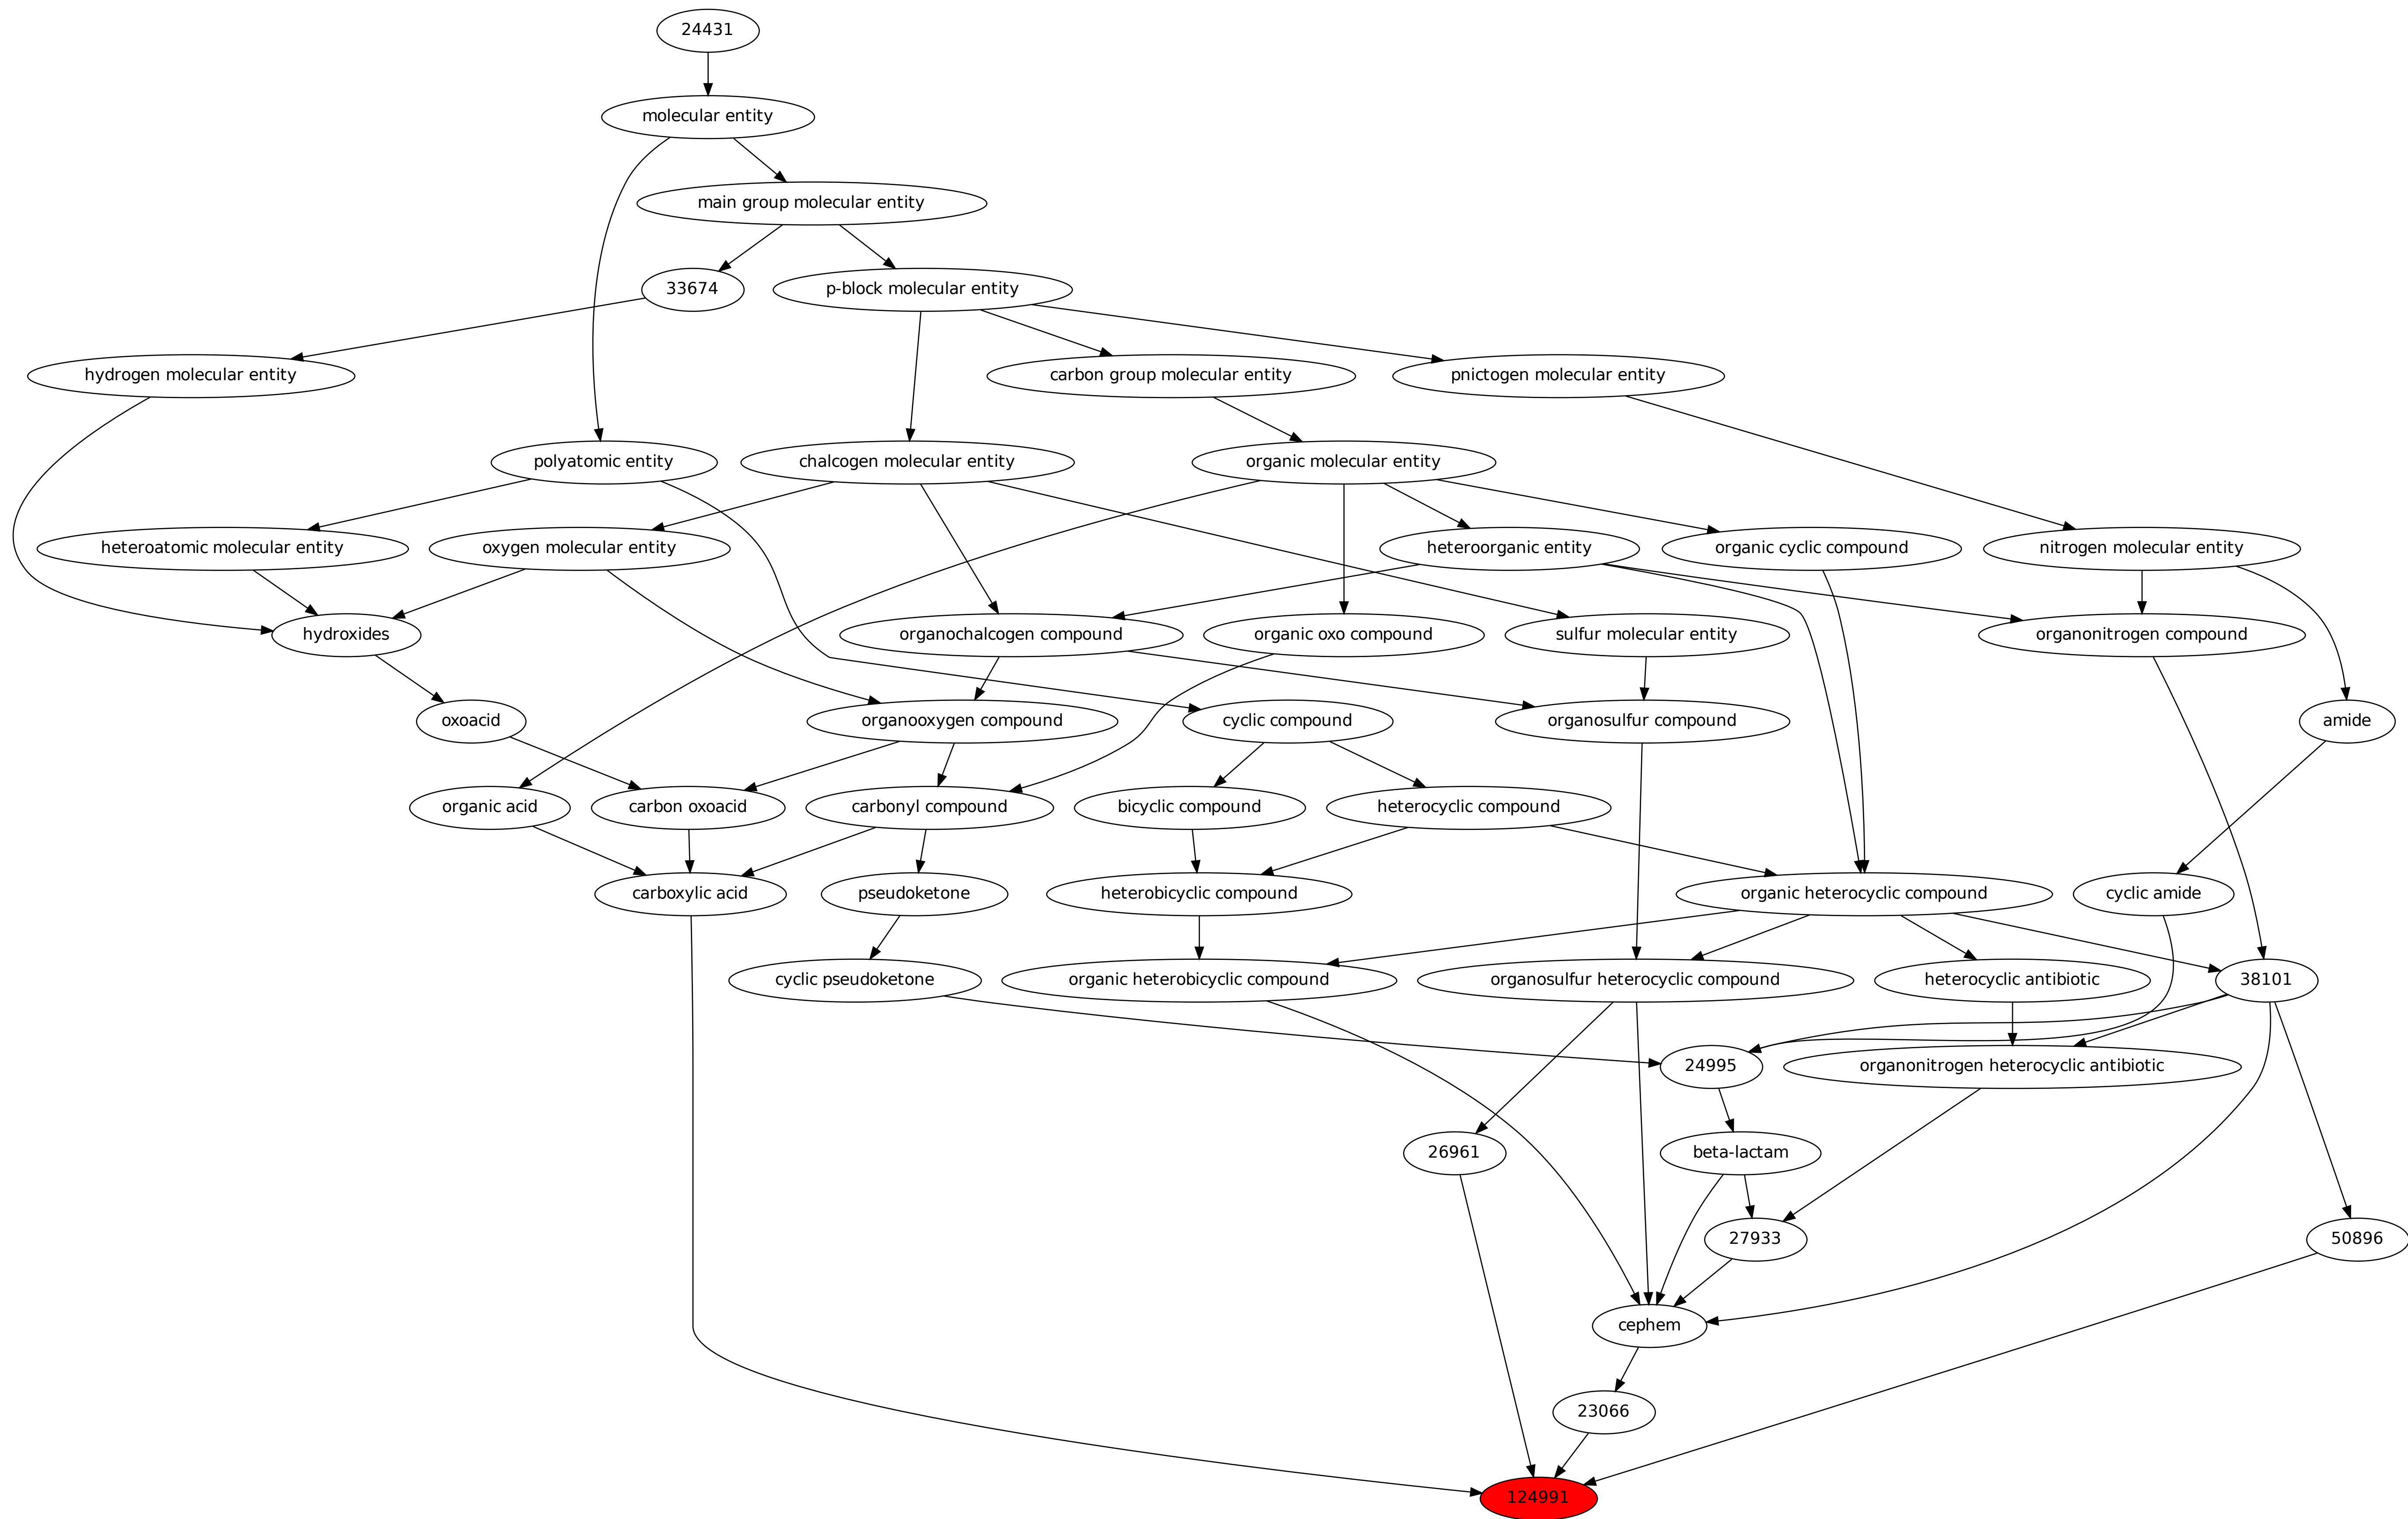 24431
molecular entity
main group molecular entity
33674
p-block molecular entity
hydrogen molecular entity
carbon group molecular entity
pnictogen molecular entity
polyatomic entity
chalcogen molecular entity
organic molecular entity
heteroatomic molecular entity
oxygen molecular entity
heteroorganic entity
organic cyclic compound
nitrogen molecular entity
hydroxides
organochalcogen compound
organic oxo compound
sulfur molecular entity
organonitrogen compound
oxoacid
organooxygen compound
cyclic compound
organosulfur compound
amide
organic acid
carbon oxoacid
carbonyl compound
bicyclic compound
heterocyclic compound
carboxylic acid
pseudoketone
heterobicyclic compound
organic heterocyclic compound
cyclic amide
cyclic pseudoketone
organic heterobicyclic compound
organosulfur heterocyclic compound
heterocyclic antibiotic
38101
24995
organonitrogen heterocyclic antibiotic
26961
beta-lactam
27933
50896
cephem
23066
124991